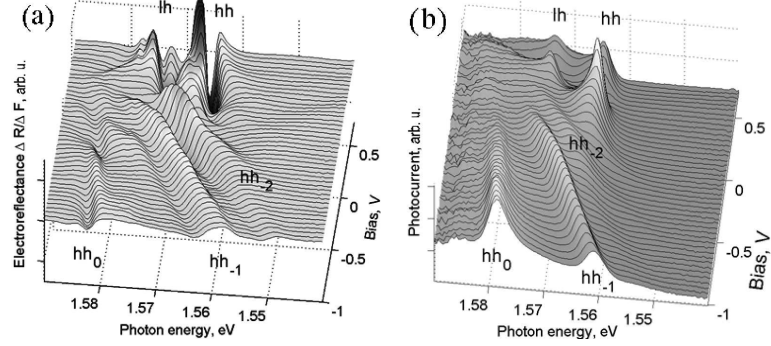 (a)
lh
hh
Electroreflectance Δ R/Δ F, arb. u.
hh-2
0.5
0
-0.5
-1
Bias, V
hh0
hh-1
1.58
1.57
1.56
1.55
Photon energy, eV
(b)
lh
hh
Photocurrent, arb. u.
hh-2
0.5
0
-0.5
-1
Bias, V
hh0
hh-1
1.58
1.57
1.56
1.55
Photon energy, eV